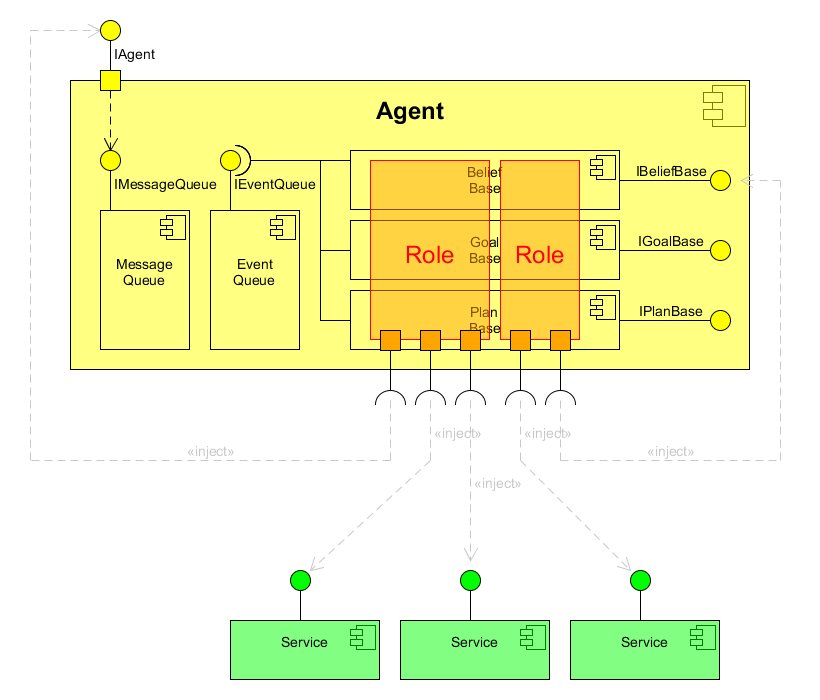 IAgent
Agent
IMessageQueue
IEventQueue
Belief
Base
IBeliefBase
Message
Queue
Event
Queue
Goal
Base
IGoalBase
Role
Role
Plan
Base
IPlanBase
«inject»
«inject»
«inject»
«inject»
«inject»
Service
Service
Service